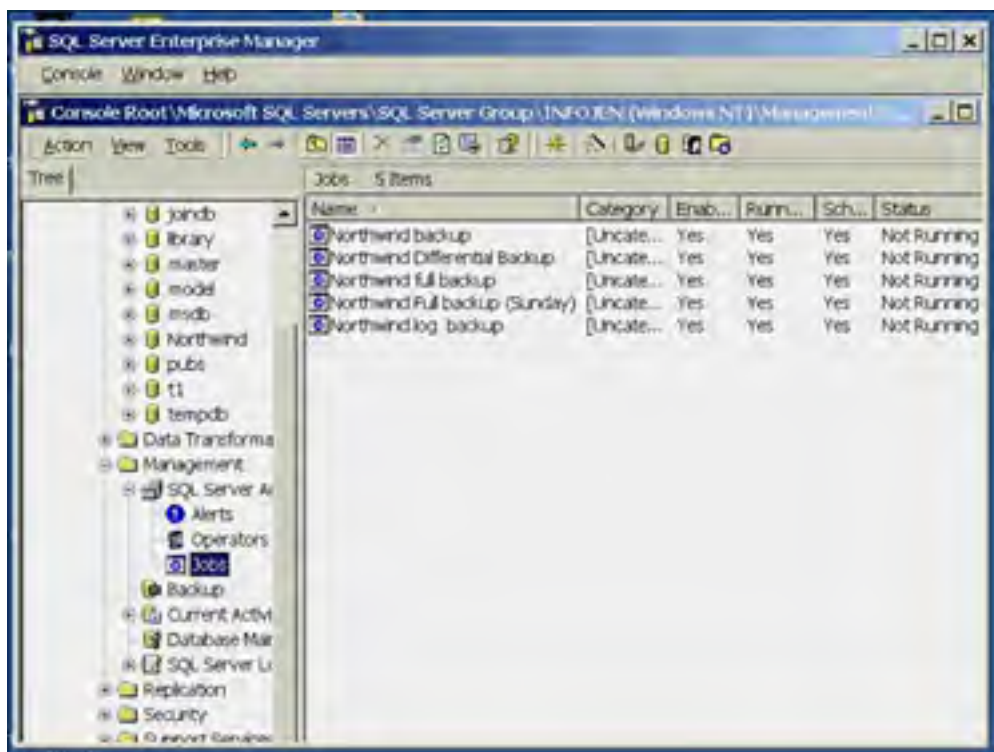 SQL Server Enterprise Manager
Console Window Help
Console Root\Microsoft SQL Servers\SQL Server Group\INFOJEN (Windows NT)\Management
Action View Tools
Tree
Jobs 5 Items
Name Category Enab... Runn... Sch... Status
Northwind backup [Uncate... Yes Yes Yes Not Running
Northwind Differential Backup [Uncate... Yes Yes Yes Not Running
Northwind full backup [Uncate... Yes Yes Yes Not Running
Northwind Full backup (Sunday) [Uncate... Yes Yes Yes Not Running
Northwind log backup [Uncate... Yes Yes Yes Not Running
joindb
library
master
model
msdb
Northwind
pubs
t1
tempdb
Data Transforma
Management
SQL Server A
Alerts
Operators
Jobs
Backup
Current Activi
Database Mai
SQL Server L
Replication
Security
Support Services